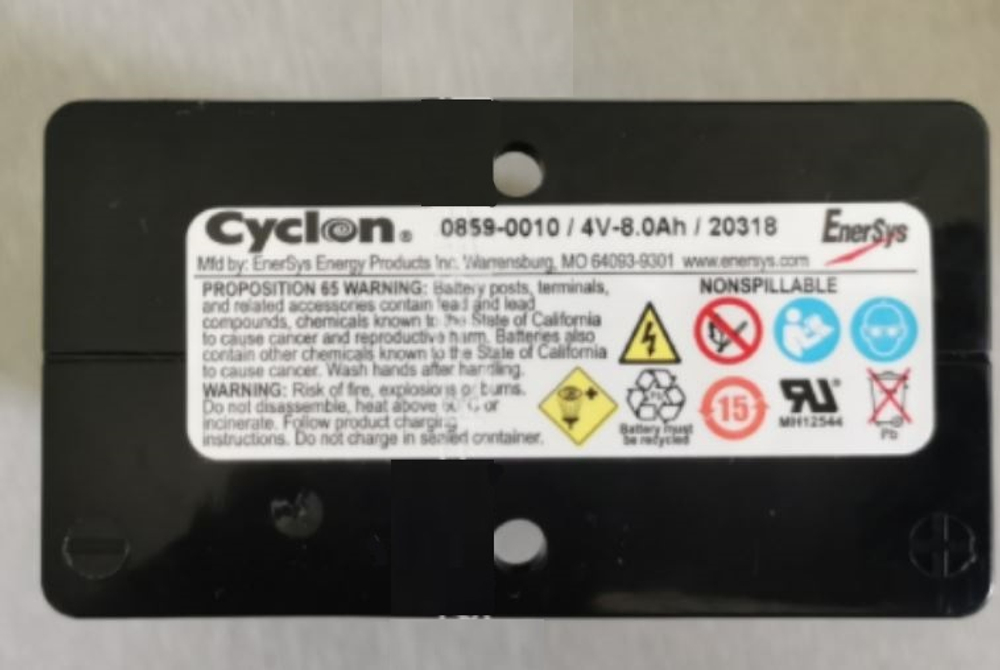 Cyclon® 0859-0010 / 4V-8.0Ah / 20318 EnerSys
Mfd by: EnerSys Energy Products Inc. Warrensburg, MO 64093-9301 www.enersys.com
PROPOSITION 65 WARNING: Battery posts, terminals,
and related accessories contain lead and lead
compounds, chemicals known to the State of California
to cause cancer and reproductive harm. Batteries also
contain other chemicals known to the State of California
to cause cancer. Wash hands after handling.
WARNING: Risk of fire, explosion or burns.
Do not disassemble, heat above C or
incinerate. Follow product charging
instructions. Do not charge in sealed container.
NONSPILLABLE
Pb
Battery must
be recycled
15
RU®
MH12544
Pb